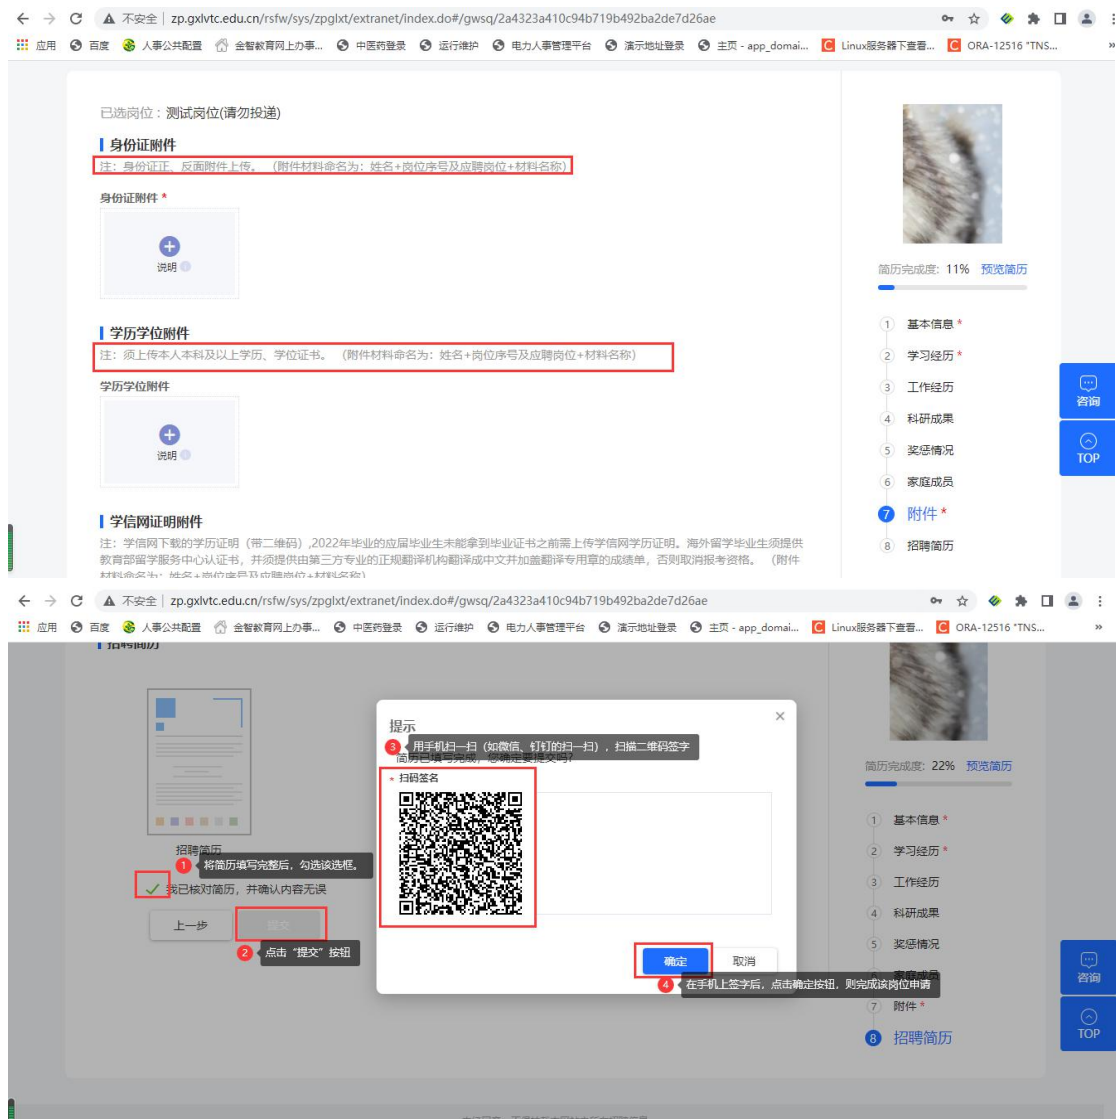 不安全 | zp.gxlvtc.edu.cn/rsfw/sys/zpglxt/extranet/index.do#/gwsq/2a4323a410c94b719b492ba2de7d26ae
应用 百度 人事公共配置 金智教育网上办事... 中医药登录 运行维护 电力人事管理平台 演示地址登录 主页 - app_domai... Linux服务器下查看... ORA-12516 "TNS... »
已选岗位：测试岗位(请勿投递)
身份证附件
注：身份证正、反面附件上传。 （附件材料命名为：姓名+岗位序号及应聘岗位+材料名称）
身份证附件 *
说明
学历学位附件
注：须上传本人本科及以上学历、学位证书。 （附件材料命名为：姓名+岗位序号及应聘岗位+材料名称）
学历学位附件
说明
学信网证明附件
注：学信网下载的学历证明（带二维码）,2022年毕业的应届毕业生未能拿到毕业证书之前需上传学信网学历证明。海外留学毕业生须提供
教育部留学服务中心认证书，并须提供由第三方专业的正规翻译机构翻译成中文并加盖翻译专用章的成绩单，否则取消报考资格。 （附件
材料命名为：姓名+岗位序号及应聘岗位+材料名称）
简历完成度: 11% 预览简历
1 基本信息 *
2 学习经历 *
3 工作经历
4 科研成果
5 奖惩情况
6 家庭成员
7 附件 *
8 招聘简历
咨询
TOP
不安全 | zp.gxlvtc.edu.cn/rsfw/sys/zpglxt/extranet/index.do#/gwsq/2a4323a410c94b719b492ba2de7d26ae
应用 百度 人事公共配置 金智教育网上办事... 中医药登录 运行维护 电力人事管理平台 演示地址登录 主页 - app_domai... Linux服务器下查看... ORA-12516 "TNS... »
招聘简历
招聘简历
1 将简历填写完整后，勾选该选框。
我已核对简历，并确认内容无误
上一步 提交
2 点击“提交”按钮
提示
3 用手机扫一扫（如微信、钉钉的扫一扫），扫描二维码签字
简历已填写完成，您确定要提交吗?
* 扫码签名
确定 取消
4 在手机上签字后，点击确定按钮，则完成该岗位申请
简历完成度: 22% 预览简历
1 基本信息 *
2 学习经历 *
3 工作经历
4 科研成果
5 奖惩情况
家庭成员
7 附件 *
8 招聘简历
咨询
TOP